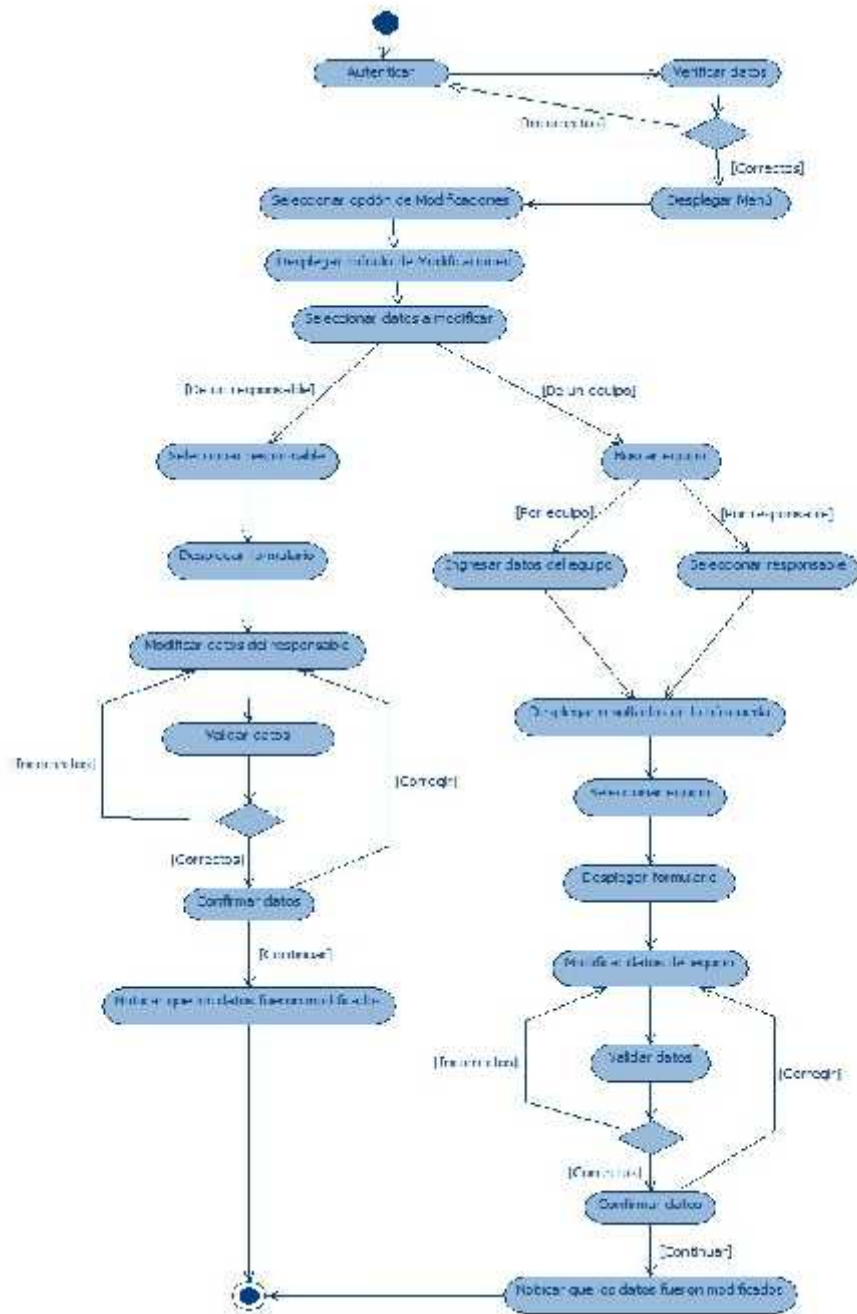 Autenticar
Verificar datos
[Incorrectos]
[Correctos]
Seleccionar opción de Modificaciones
Desplegar Menú
Desplegar módulo de Modificaciones
Seleccionar datos a modificar
[De un responsable]
[De un equipo]
Seleccionar responsable
Buscar equipo
[Por equipo]
[Por responsable]
Desplegar formulario
Ingresar datos del equipo
Seleccionar responsable
Modificar datos del responsable
Desplegar resultados de la búsqueda
Validar datos
[Incorrectos]
[Corregir]
Seleccionar equipo
[Correctos]
Desplegar formulario
Confirmar datos
[Continuar]
Modificar datos del equipo
Notificar que los datos fueron modificados
[Incorrectos]
Validar datos
[Corregir]
[Correctos]
Confirmar datos
[Continuar]
Notificar que los datos fueron modificados